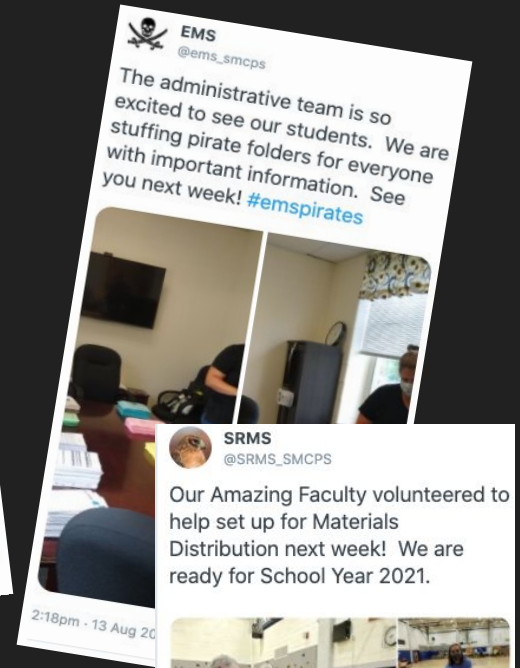 EMS
@ems_smcps
The administrative team is so
excited to see our students. We are
stuffing pirate folders for everyone
with important information. See
you next week! #emspirates
2:18pm · 13 Aug 20
SRMS
@SRMS_SMCPS
Our Amazing Faculty volunteered to
help set up for Materials
Distribution next week! We are
ready for School Year 2021.